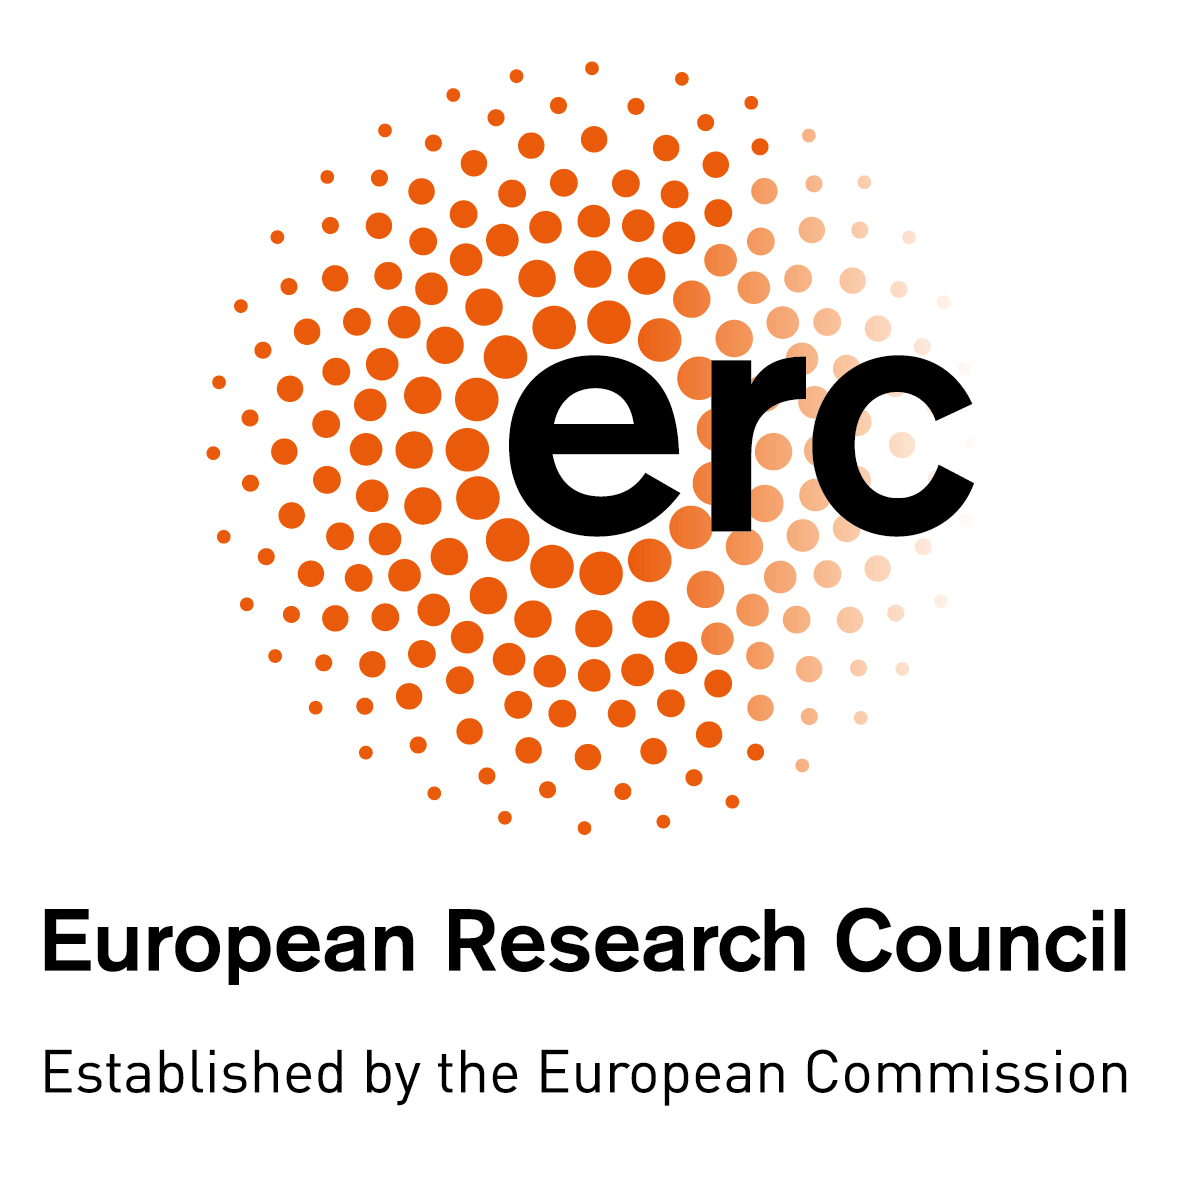 erc
European Research Council
Established by the European Commission